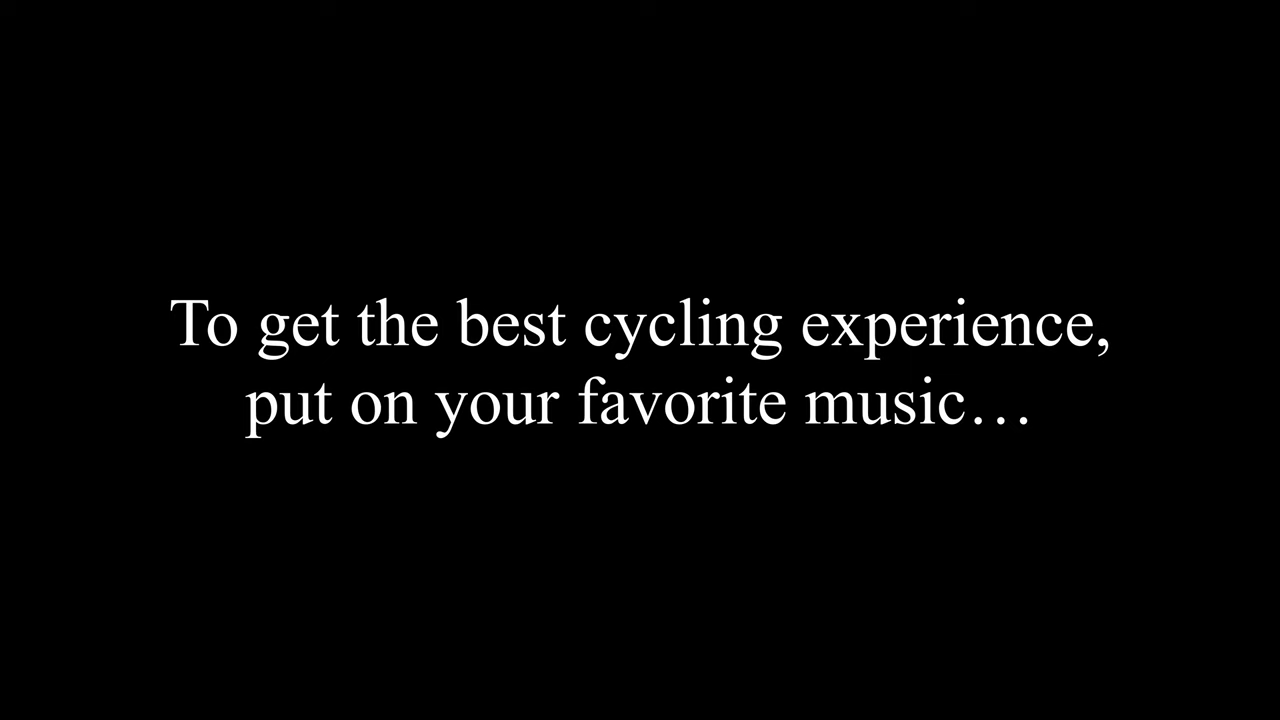 To get the best cycling experience,
put on your favorite music…